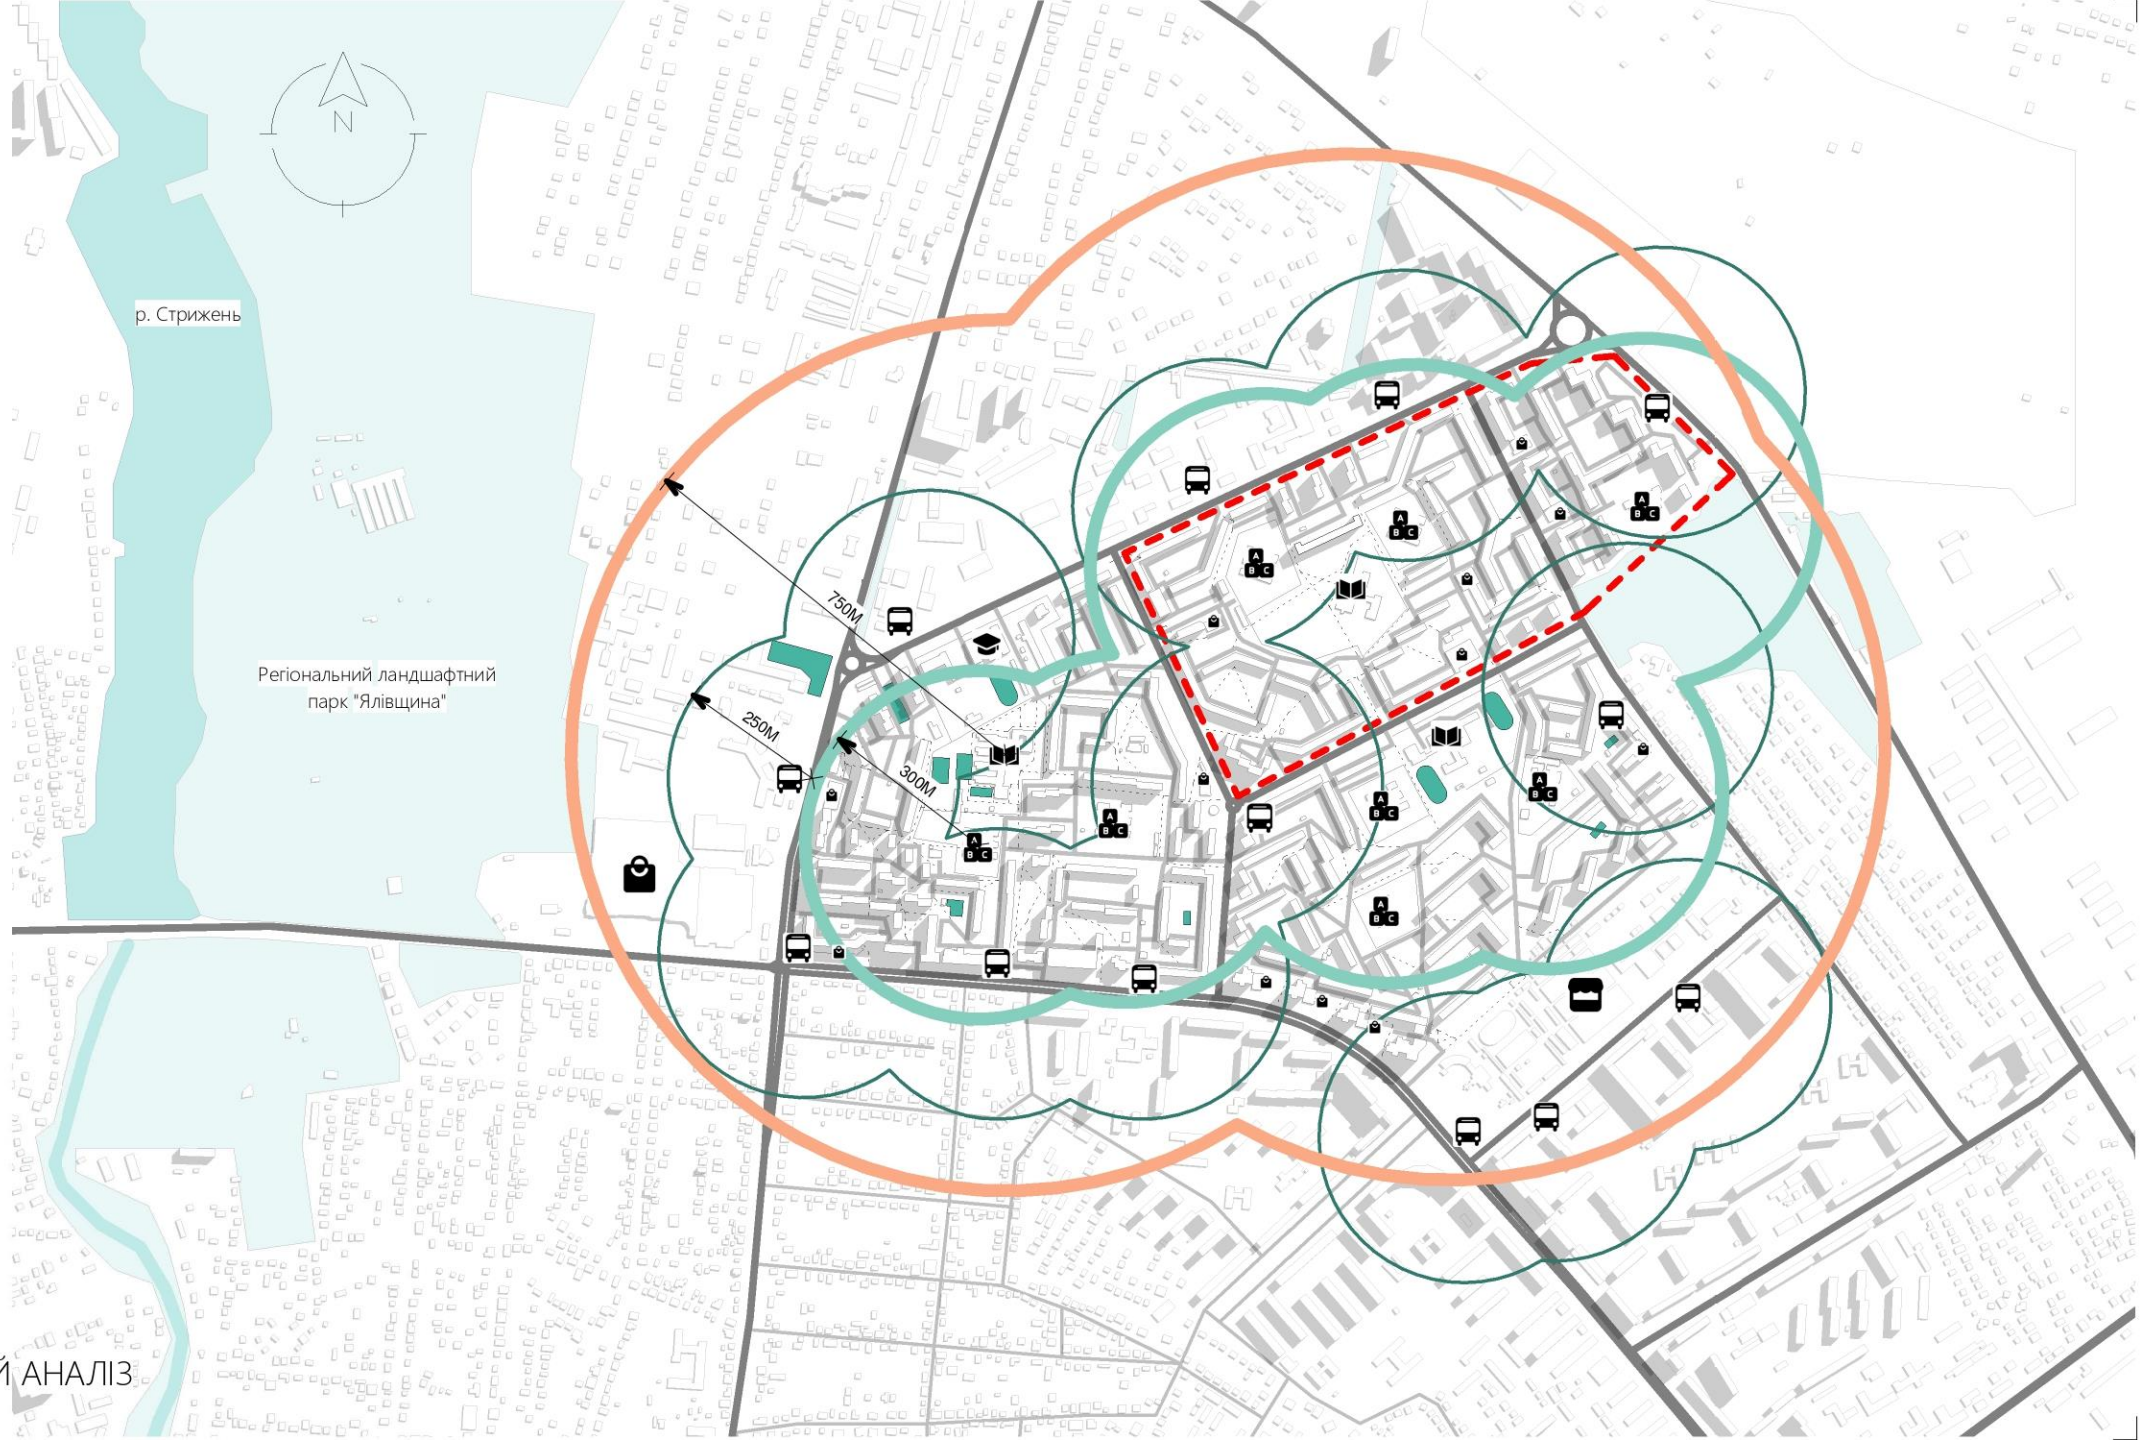 N
р. Стрижень
Регіональний ландшафтний
парк "Ялівщина"
750М
250М
300М
A
B C
A
B C
A
B C
A
B C
A
B C
A
B C
A
B C
A
B C
Й АНАЛІЗ